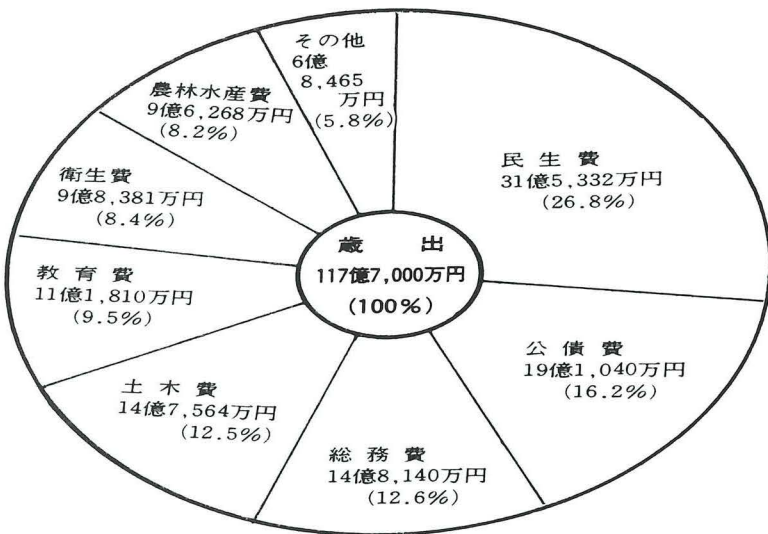 歳出
117億7,000万円
(100%)
民生費
31億5,332万円
(26.8%)
公債費
19億1,040万円
(16.2%)
総務費
14億8,140万円
(12.6%)
土木費
14億7,564万円
(12.5%)
教育費
11億1,810万円
(9.5%)
衛生費
9億8,381万円
(8.4%)
農林水産費
9億6,268万円
(8.2%)
その他
6億
8,465
万円
(5.8%)